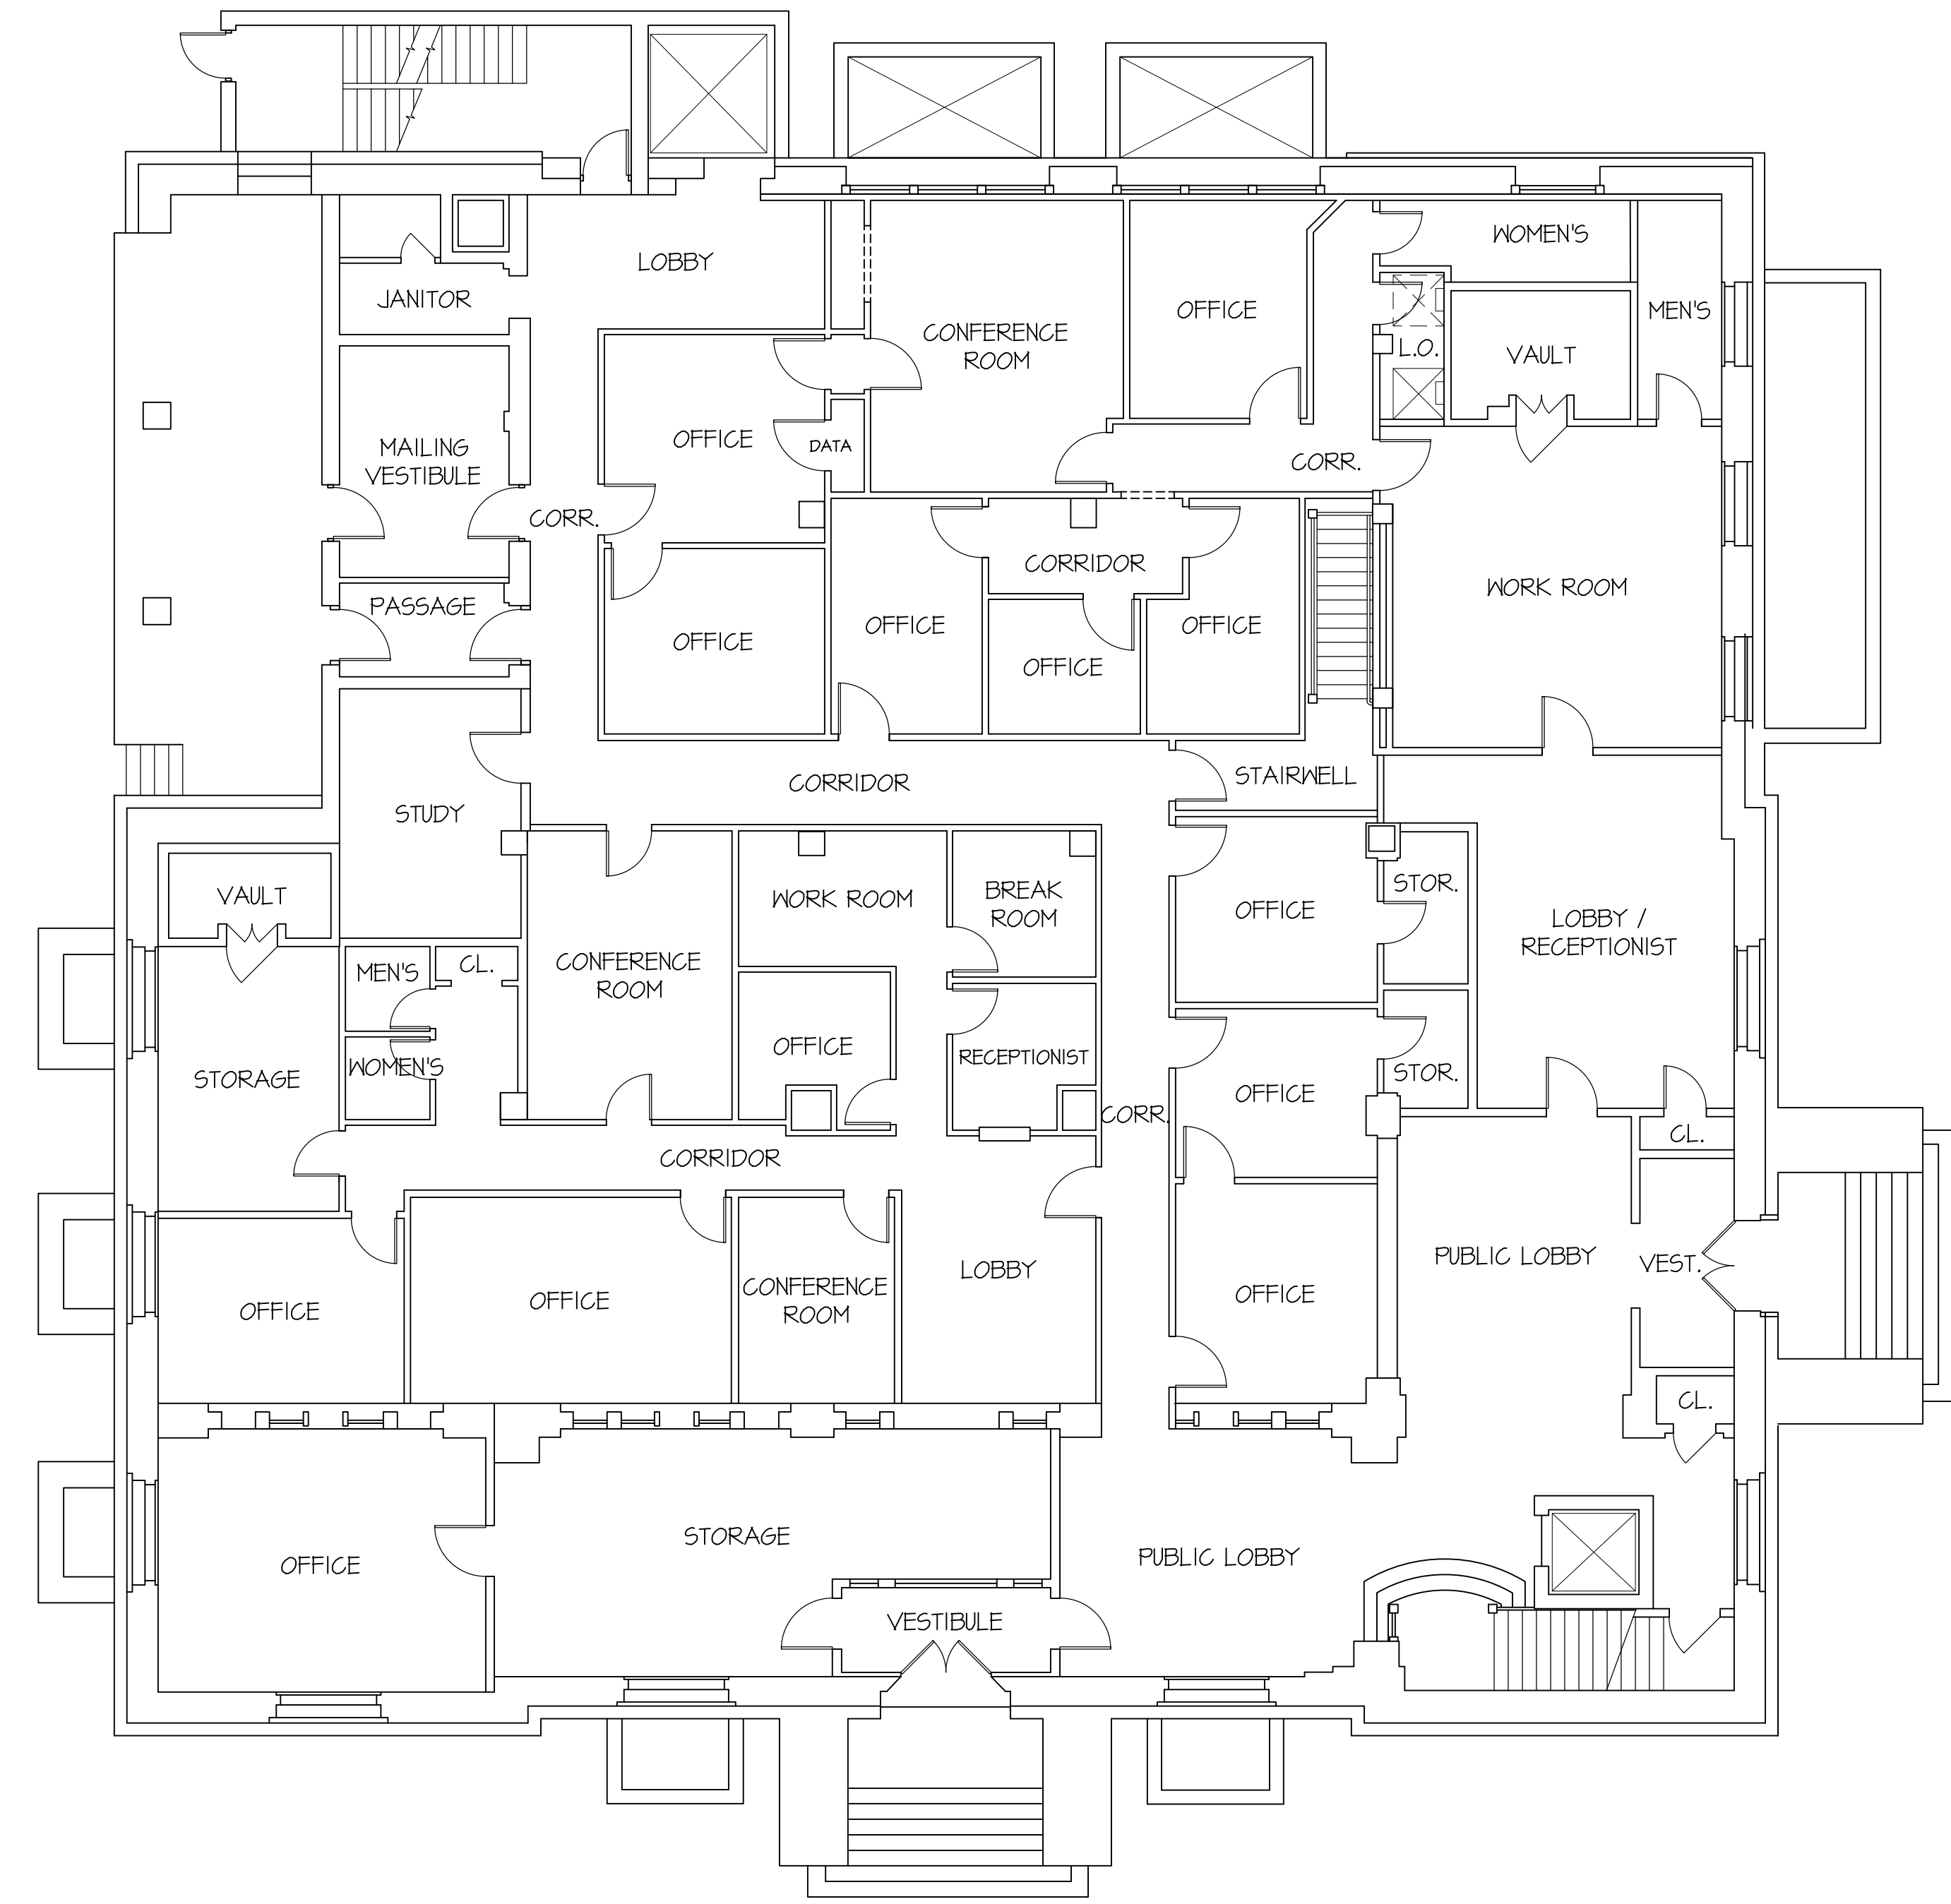 WOMEN'S
LOBBY
JANITOR
OFFICE
MEN'S
CONFERENCE
ROOM
L.O.
VAULT
OFFICE
DATA
MAILING
VESTIBULE
CORR.
CORR.
CORRIDOR
WORK ROOM
PASSAGE
OFFICE
OFFICE
OFFICE
OFFICE
CORRIDOR
STAIRWELL
STUDY
VAULT
WORK ROOM
BREAK
ROOM
OFFICE
STOR.
LOBBY /
RECEPTIONIST
MEN'S
CL.
CONFERENCE
ROOM
OFFICE
RECEPTIONIST
WOMEN'S
STORAGE
OFFICE
STOR.
CORR.
CL.
CORRIDOR
PUBLIC LOBBY
VEST.
LOBBY
CONFERENCE
ROOM
OFFICE
OFFICE
OFFICE
CL.
STORAGE
PUBLIC LOBBY
OFFICE
VESTIBULE